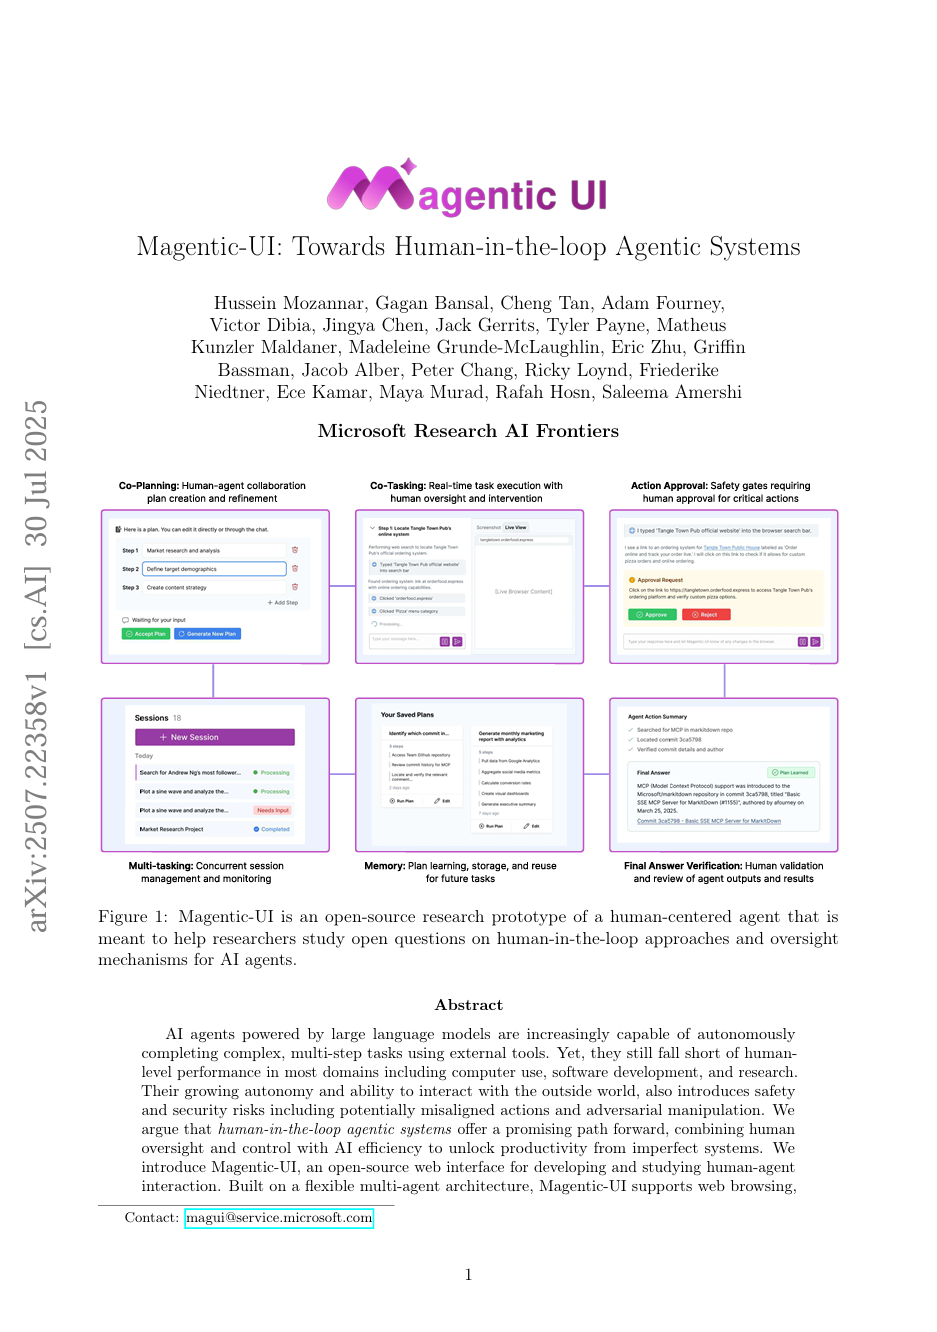 Magentic UI
Magentic-UI: Towards Human-in-the-loop Agentic Systems
Hussein Mozannar, Gagan Bansal, Cheng Tan, Adam Fourney,
Victor Dibia, Jingya Chen, Jack Gerrits, Tyler Payne, Matheus
Kunzler Maldaner, Madeleine Grunde-McLaughlin, Eric Zhu, Griffin
Bassman, Jacob Alber, Peter Chang, Ricky Loynd, Friederike
Niedtner, Ece Kamar, Maya Murad, Rafah Hosn, Saleema Amershi
Microsoft Research AI Frontiers
arXiv:2507.22358v1 [cs.AI] 30 Jul 2025
Co-Planning: Human-agent collaboration
plan creation and refinement
Here is a plan. You can edit it directly or through the chat.
Step 1 Market research and analysis
Step 2 Define target demographics
Step 3 Create content strategy
+ Add Step
Waiting for your input
Accept Plan Generate New Plan
Co-Tasking: Real-time task execution with
human oversight and intervention
Step 1: Locate Tangle Town Pub's
online system
Performing web search to locate Tangle Town
Pub's official ordering system.
Typed 'Tangle Town Pub official website'
into search bar
Found ordering system link at orderfood.express
with online ordering capabilities.
Clicked 'orderfood.express'
Clicked 'Pizza' menu category
Processing...
Type your message here...
Screenshot Live View
tangletown.orderfood.express
[Live Browser Content]
Action Approval: Safety gates requiring
human approval for critical actions
I typed 'Tangle Town Pub official website' into the browser search bar.
I see a link to an ordering system for Tangle Town Public House labeled as 'Order
online and track your order live.' I will click on this link to check if it allows for custom
pizza orders and online ordering.
Approval Request
Click on the link to https://tangletown.orderfood.express to access Tangle Town Pub's
ordering platform and verify custom pizza options.
Approve Reject
Type your response here and let Magentic-UI know of any changes in the browser.
Sessions 18
+ New Session
Today
Search for Andrew Ng's most follower... Processing
Plot a sine wave and analyze the... Processing
Plot a sine wave and analyze the... Needs Input
Market Research Project Completed
Multi-tasking: Concurrent session
management and monitoring
Your Saved Plans
Identify which commit in...
3 steps
Access Team Github repository
Review commit history for MCP
Locate and verify the relevant
comment...
2 days ago
Run Plan Edit
Generate monthly marketing
report with analytics
5 steps
Pull data from Google Analytics
Aggregate social media metrics
Calculate conversion rates
Create visual dashboards
Generate executive summary
7 days ago
Run Plan Edit
Memory: Plan learning, storage, and reuse
for future tasks
Agent Action Summary
Searched for MCP in markitdown repo
Located commit 3ca5798
Verified commit details and author
Final Answer Plan Learned
MCP (Model Context Protocol) support was introduced to the
Microsoft/markitdown repository in commit 3ca5798, titled "Basic
SSE MCP Server for MarkItDown (#1155)", authored by afourney on
March 25, 2025.
Commit 3ca5798 - Basic SSE MCP Server for MarkItDown
Final Answer Verification: Human validation
and review of agent outputs and results
Figure 1: Magentic-UI is an open-source research prototype of a human-centered agent that is
meant to help researchers study open questions on human-in-the-loop approaches and oversight
mechanisms for AI agents.
Abstract
AI agents powered by large language models are increasingly capable of autonomously
completing complex, multi-step tasks using external tools. Yet, they still fall short of human-
level performance in most domains including computer use, software development, and research.
Their growing autonomy and ability to interact with the outside world, also introduces safety
and security risks including potentially misaligned actions and adversarial manipulation. We
argue that human-in-the-loop agentic systems offer a promising path forward, combining human
oversight and control with AI efficiency to unlock productivity from imperfect systems. We
introduce Magentic-UI, an open-source web interface for developing and studying human-agent
interaction. Built on a flexible multi-agent architecture, Magentic-UI supports web browsing,
Contact: magui@service.microsoft.com
1